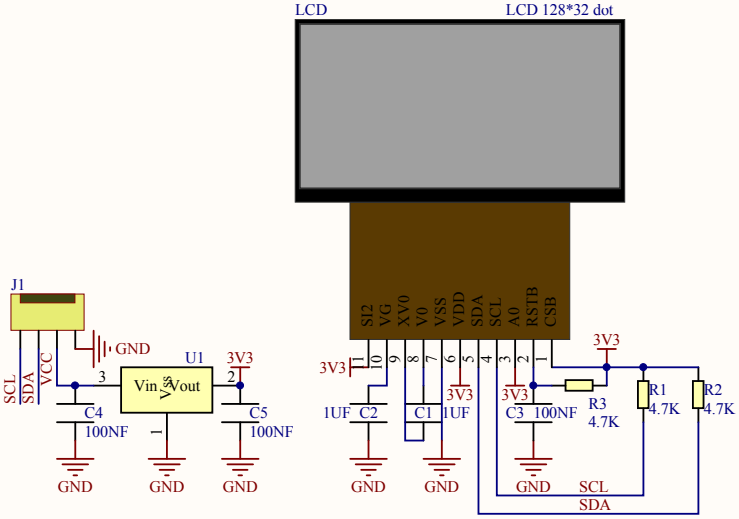 LCD
LCD 128*32 dot
SI2
VG
XV0
V0
VSS
VDD
SDA
SCL
A0
RSTB
CSB
11
10
9
8
7
6
5
4
3
2
1
J1
SCL
SDA
VCC
GND
U1
3V3
3
Vin
Vss
Vout
2
1
C4
100NF
C5
100NF
GND
GND
GND
3V3
3V3
3V3
3V3
1UF
C2
C1
1UF
C3
100NF
R3
4.7K
R1
4.7K
R2
4.7K
GND
GND
GND
SCL
SDA